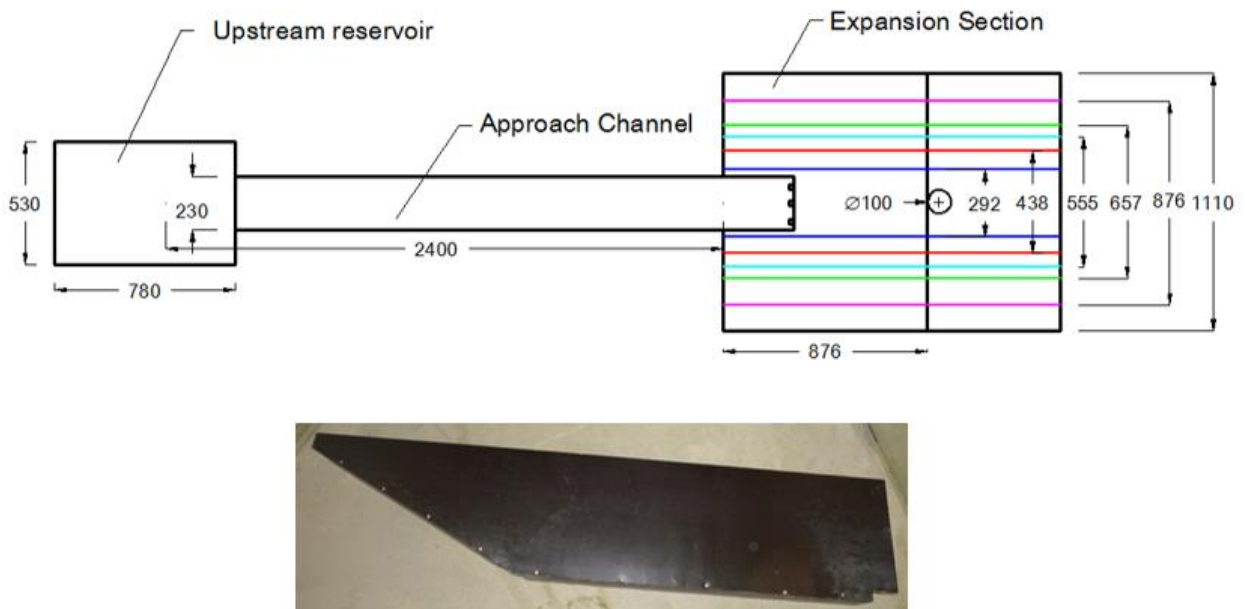 Upstream reservoir
Expansion Section
Approach Channel
530
230
2400
780
Ø100
292
438
555
657
876
1110
876